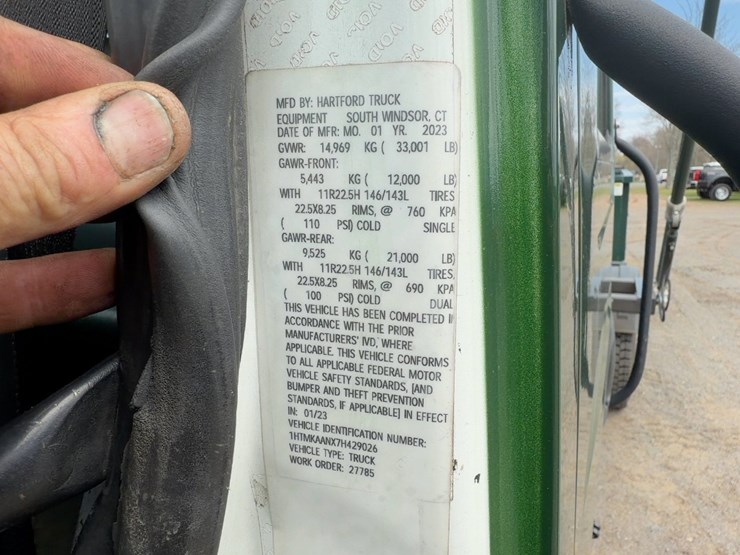 VOID VOID VOID
VOID VOID VOID
MFD BY: HARTFORD TRUCK
EQUIPMENT SOUTH WINDSOR, CT
DATE OF MFR: MO. 01 YR. 2023
GVWR: 14,969 KG ( 33,001 LB)
GAWR-FRONT:
5,443 KG ( 12,000 LB)
WITH 11R22.5H 146/143L TIRES
22.5X8.25 RIMS, @ 760 KPA
( 110 PSI) COLD SINGLE
GAWR-REAR:
9,525 KG ( 21,000 LB)
WITH 11R22.5H 146/143L TIRES,
22.5X8.25 RIMS, @ 690 KPA
( 100 PSI) COLD DUAL
THIS VEHICLE HAS BEEN COMPLETED
ACCORDANCE WITH THE PRIOR
MANUFACTURERS' IVD, WHERE
APPLICABLE. THIS VEHICLE CONFORMS
TO ALL APPLICABLE FEDERAL MOTOR
VEHICLE SAFETY STANDARDS, [AND
BUMPER AND THEFT PREVENTION
STANDARDS, IF APPLICABLE] IN EFFECT
IN: 01/23
VEHICLE IDENTIFICATION NUMBER:
1HTMKAANX7H429026
VEHICLE TYPE: TRUCK
WORK ORDER: 27785